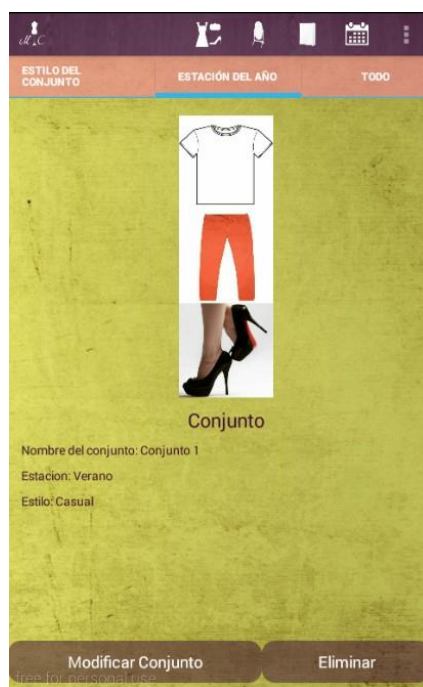 M C
ESTILO DEL
CONJUNTO
ESTACIÓN DEL AÑO
TODO
Conjunto
Nombre del conjunto: Conjunto 1
Estacion: Verano
Estilo: Casual
Modificar Conjunto
Eliminar
free for personal use